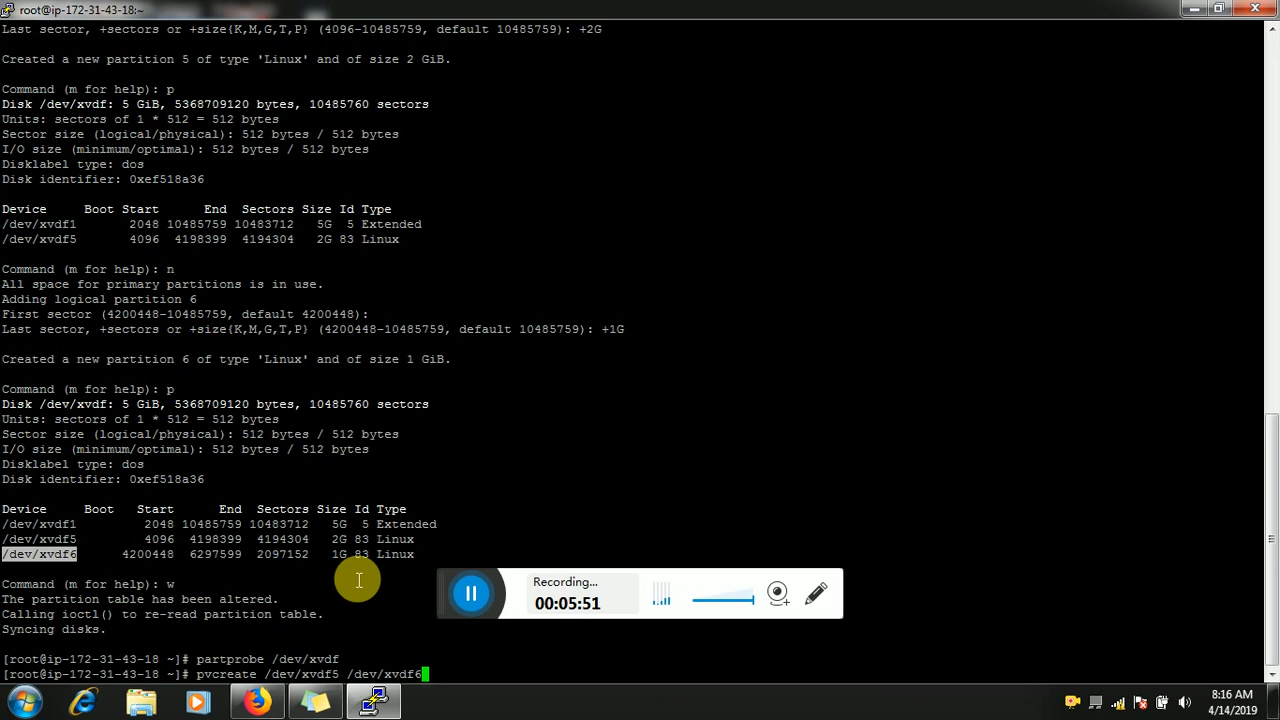 root@ip-172-31-43-18:~
Last sector, +sectors or +size{K,M,G,T,P} (4096-10485759, default 10485759): +2G
Created a new partition 5 of type 'Linux' and of size 2 GiB.
Command (m for help): p
Disk /dev/xvdf: 5 GiB, 5368709120 bytes, 10485760 sectors
Units: sectors of 1 * 512 = 512 bytes
Sector size (logical/physical): 512 bytes / 512 bytes
I/O size (minimum/optimal): 512 bytes / 512 bytes
Disklabel type: dos
Disk identifier: 0xef518a36
Device     Boot Start      End  Sectors Size Id Type
/dev/xvdf1       2048 10485759 10483712   5G  5 Extended
/dev/xvdf5       4096  4198399  4194304   2G 83 Linux
Command (m for help): n
All space for primary partitions is in use.
Adding logical partition 6
First sector (4200448-10485759, default 4200448):
Last sector, +sectors or +size{K,M,G,T,P} (4200448-10485759, default 10485759): +1G
Created a new partition 6 of type 'Linux' and of size 1 GiB.
Command (m for help): p
Disk /dev/xvdf: 5 GiB, 5368709120 bytes, 10485760 sectors
Units: sectors of 1 * 512 = 512 bytes
Sector size (logical/physical): 512 bytes / 512 bytes
I/O size (minimum/optimal): 512 bytes / 512 bytes
Disklabel type: dos
Disk identifier: 0xef518a36
Device     Boot   Start      End  Sectors Size Id Type
/dev/xvdf1         2048 10485759 10483712   5G  5 Extended
/dev/xvdf5         4096  4198399  4194304   2G 83 Linux
/dev/xvdf6      4200448  6297599  2097152   1G 83 Linux
Command (m for help): w
The partition table has been altered.
Calling ioctl() to re-read partition table.
Syncing disks.
[root@ip-172-31-43-18 ~]# partprobe /dev/xvdf
[root@ip-172-31-43-18 ~]# pvcreate /dev/xvdf5 /dev/xvdf6
Recording...
00:05:51
8:16 AM
4/14/2019